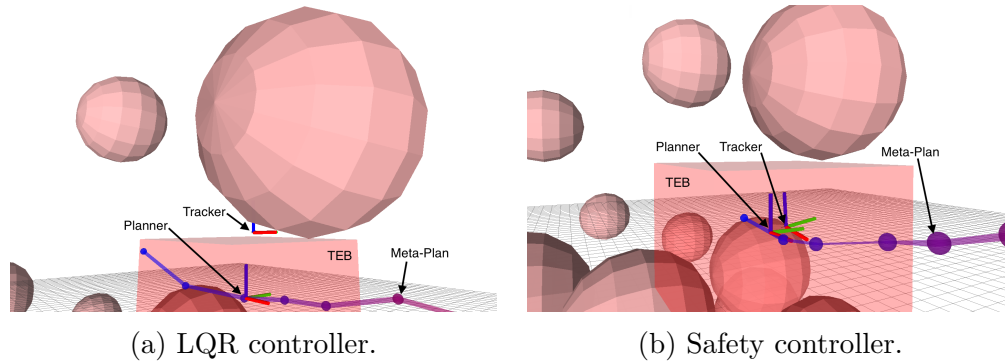 Tracker
Planner
TEB
Meta-Plan
(a) LQR controller.
Planner
Tracker
Meta-Plan
TEB
(b) Safety controller.